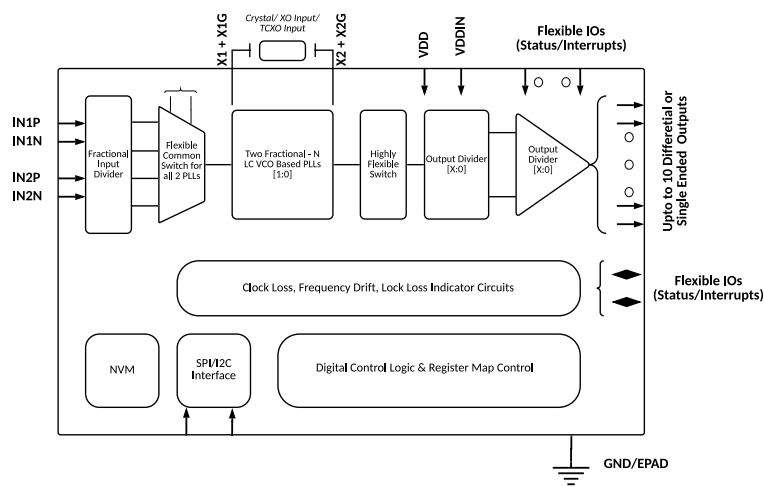 Crystal/ XO Input/
TCXO Input
X1 + X1G
X2 + X2G
VDD
VDDIN
Flexible IOs
(Status/Interrupts)
IN1P
IN1N
IN2P
IN2N
Fractional
Input
Divider
Flexible
Common
Switch for
all 2 PLLs
Two Fractional - N
LC VCO Based PLLs
[1:0]
Highly
Flexible
Switch
Output Divider
[X:0]
Output
Divider
[X:0]
Upto to 10 Differetial or
Single Ended Outputs
Clock Loss, Frequency Drift, Lock Loss Indicator Circuits
Flexible IOs
(Status/Interrupts)
NVM
SPI/I2C
Interface
Digital Control Logic & Register Map Control
GND/EPAD